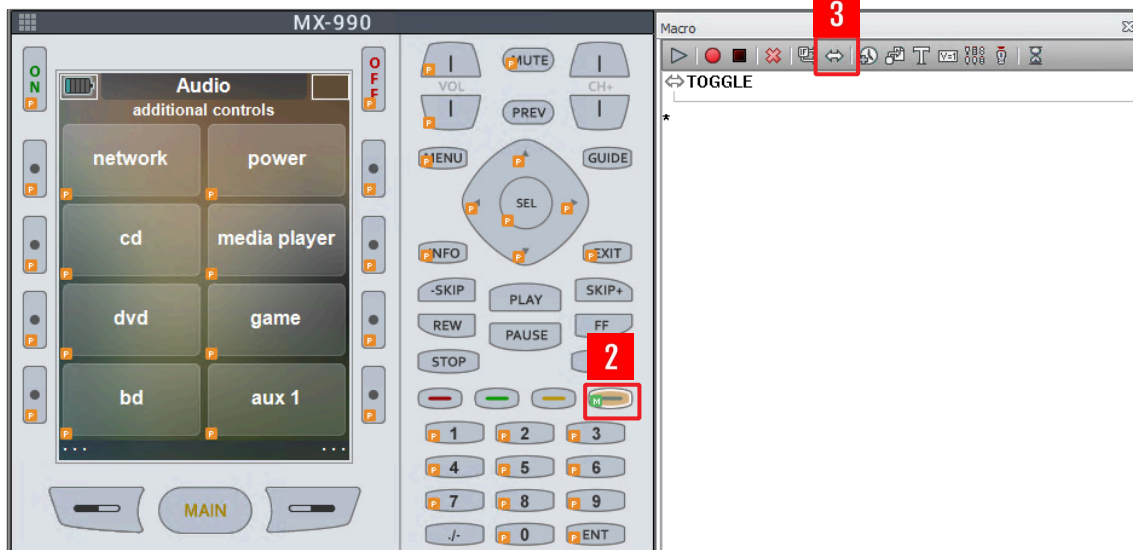 MX-990
3
Macro
ON
OFF
Audio
additional controls
network power
cd media player
dvd game
bd aux 1
... ...
MAIN
VOL
MUTE
CH+
PREV
MENU
GUIDE
SEL
INFO
EXIT
-SKIP
PLAY
SKIP+
REW
PAUSE
FF
STOP
2
M
P 1 P 2 P 3
P 4 P 5 P 6
P 7 P 8 P 9
./- P 0 P ENT
T V=1
TOGGLE
*